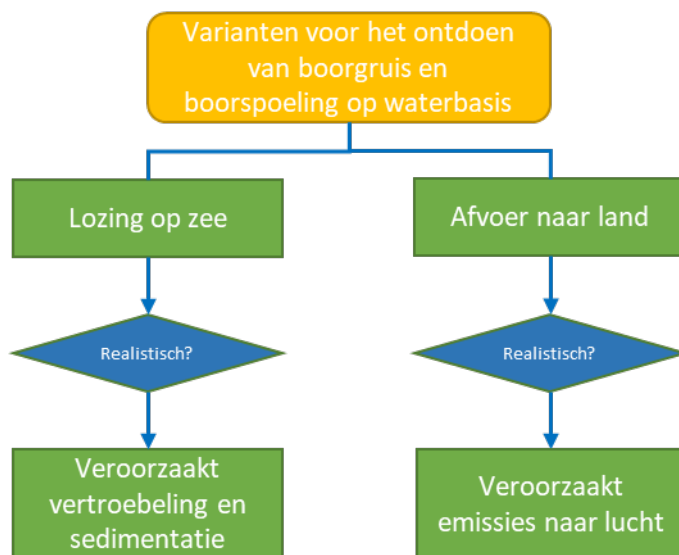 Varianten voor het ontdoen
van boorgruis en
boorspoeling op waterbasis
Lozing op zee
Afvoer naar land
Realistisch?
Realistisch?
Veroorzaakt
vertroebeling en
sedimentatie
Veroorzaakt
emissies naar lucht